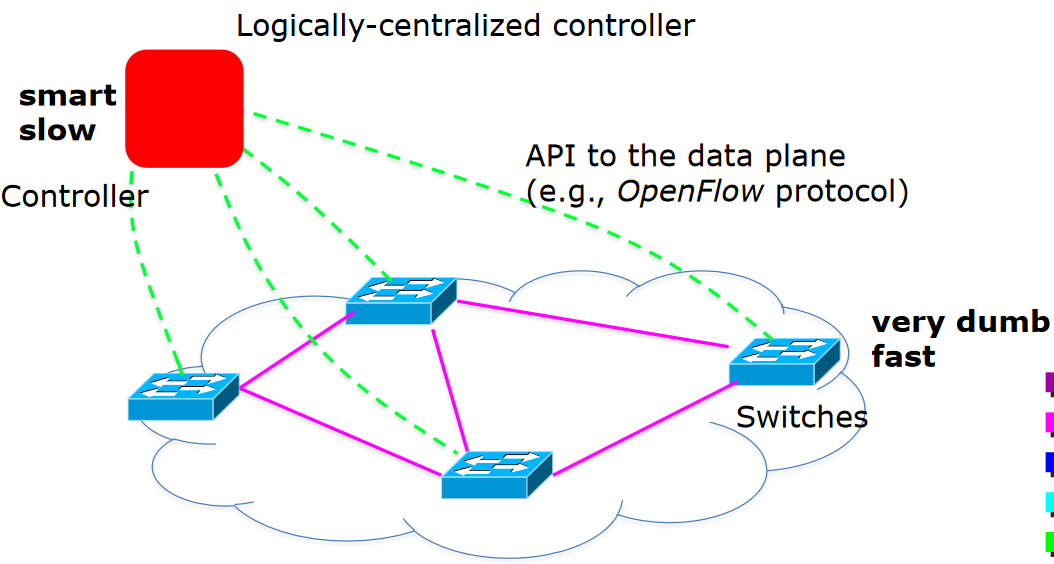 Logically-centralized controller
smart
slow
Controller
API to the data plane
(e.g., OpenFlow protocol)
very dumb
fast
Switches